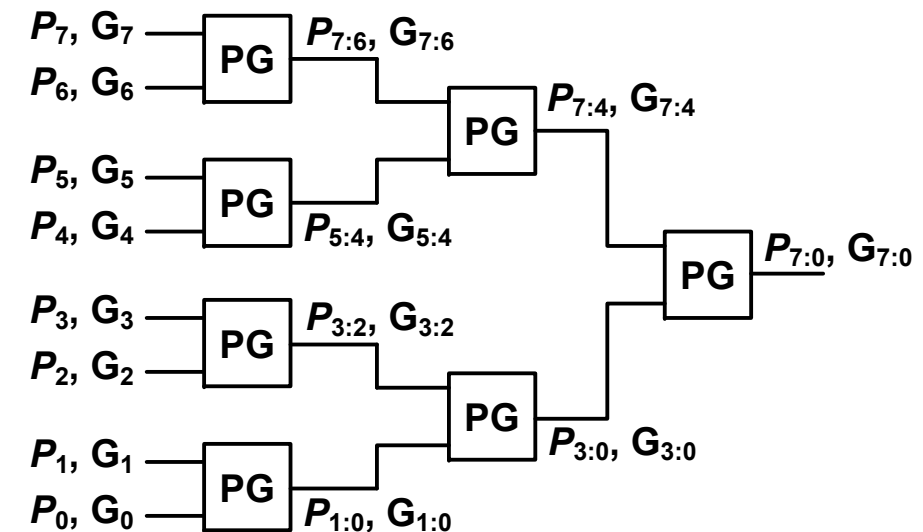 P7, G7
P6, G6
PG
P7:6, G7:6
P5, G5
P4, G4
PG
P5:4, G5:4
PG
P7:4, G7:4
P3, G3
P2, G2
PG
P3:2, G3:2
P1, G1
P0, G0
PG
P1:0, G1:0
PG
P3:0, G3:0
PG
P7:0, G7:0